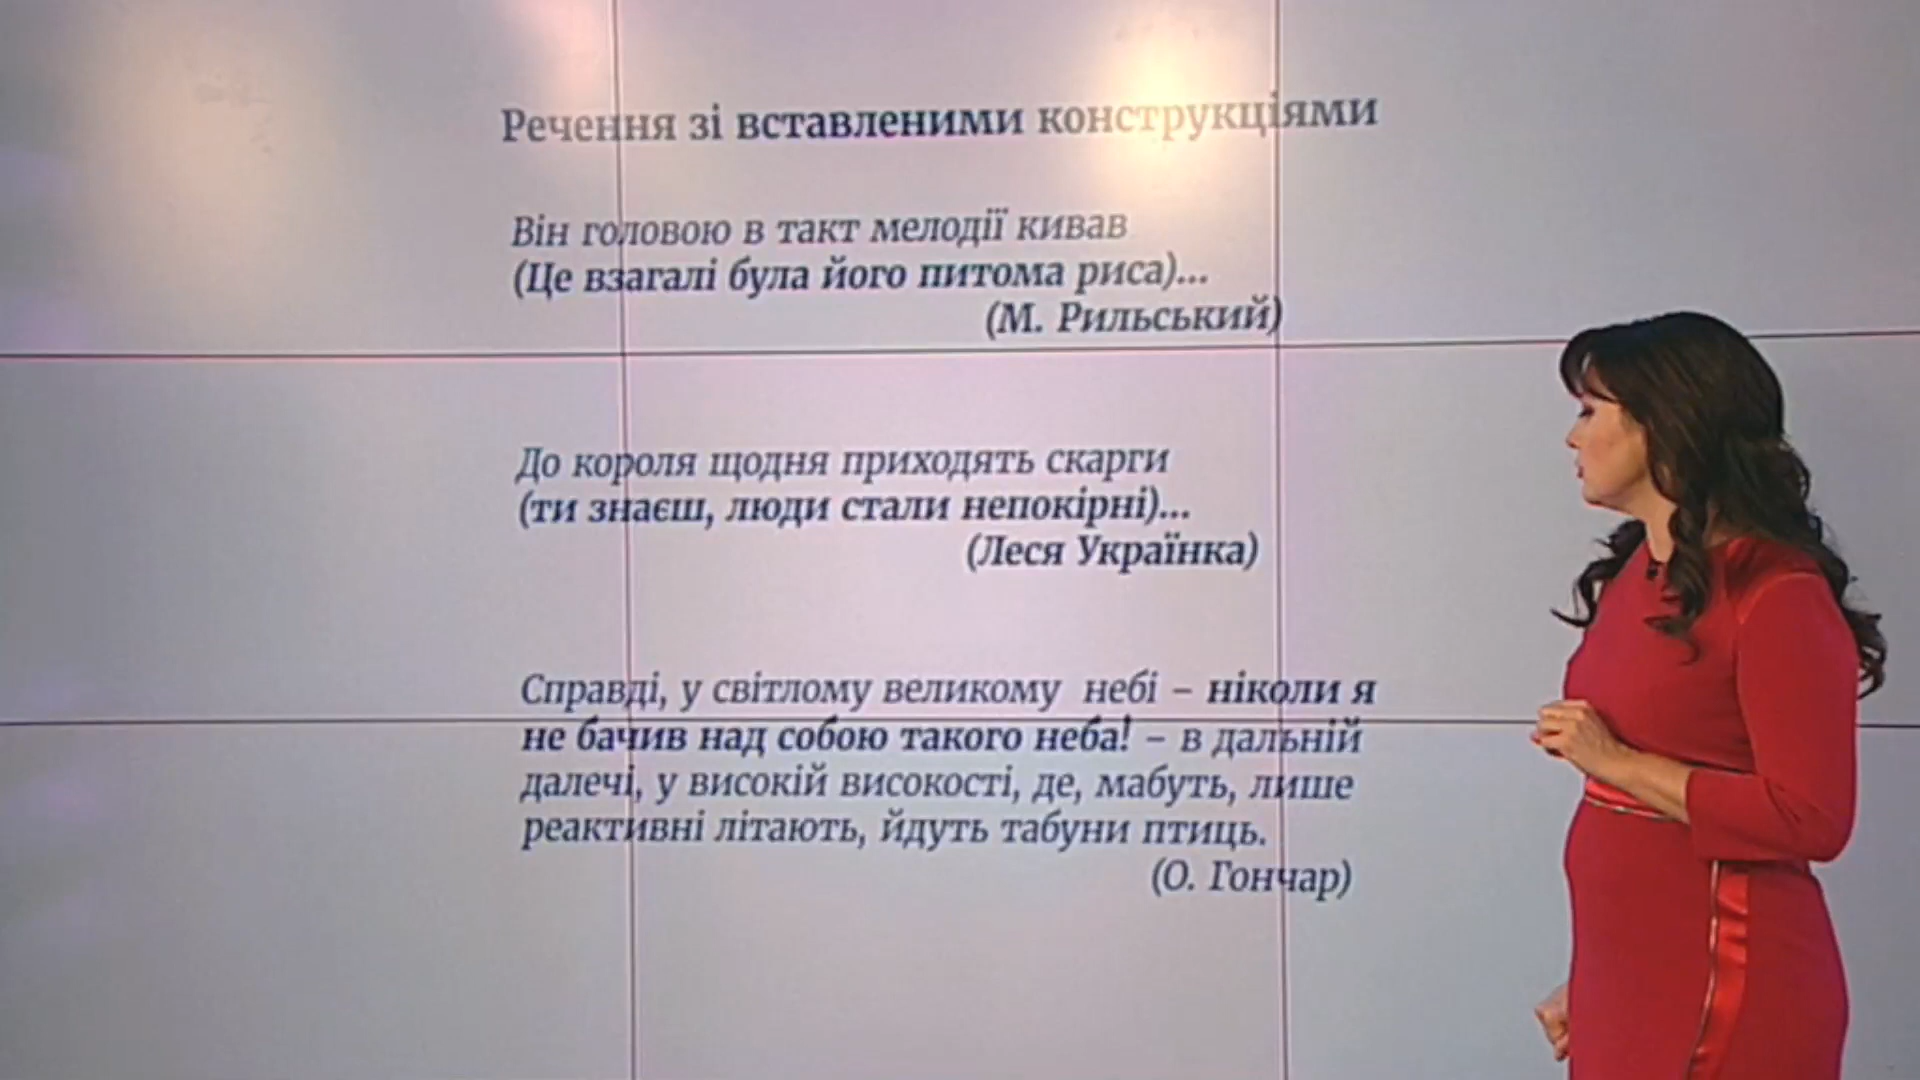 Речення зі вставленими конструкціями
Він головою в такт мелодії кивав
(Це взагалі була його питома риса)...
(М. Рильський)
До короля щодня приходять скарги
(ти знаєш, люди стали непокірні)...
(Леся Українка)
Справді, у світлому великому небі – ніколи я
не бачив над собою такого неба! – в дальній
далечі, у високій високості, де, мабуть, лише
реактивні літають, йдуть табуни птиць.
(О. Гончар)